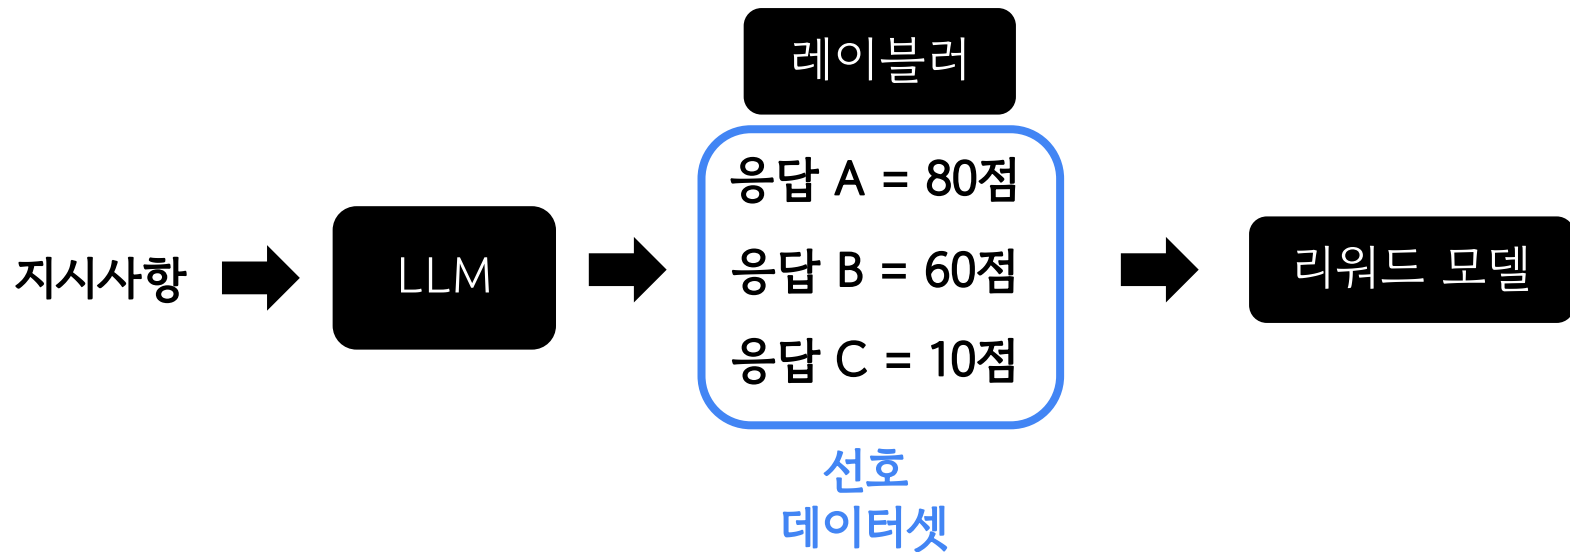 레이블러
지시사항
LLM
응답 A = 80점
응답 B = 60점
응답 C = 10점
리워드 모델
선호
데이터셋